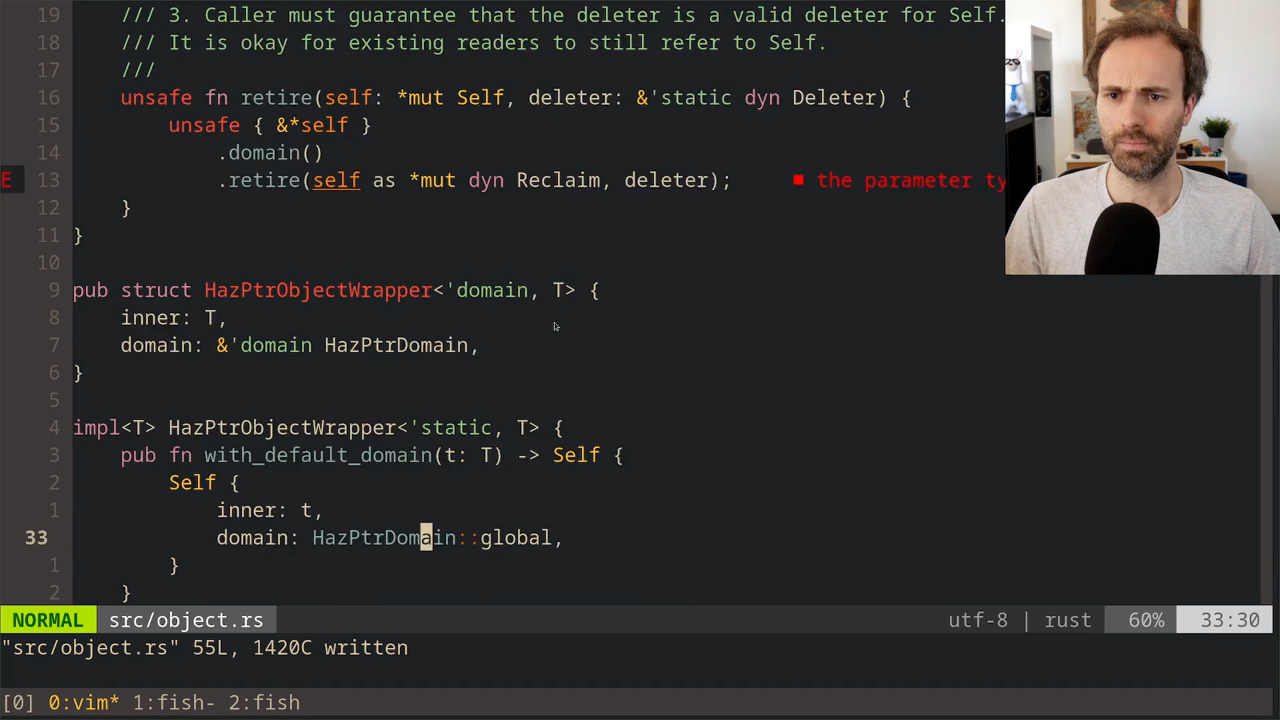 19 /// 3. Caller must guarantee that the deleter is a valid deleter for Self.
18 /// It is okay for existing readers to still refer to Self.
17 ///
16 unsafe fn retire(self: *mut Self, deleter: &'static dyn Deleter) {
15 unsafe { &*self }
14 .domain()
E 13 .retire(self as *mut dyn Reclaim, deleter); ■ the parameter ty
12 }
11 }
10
9 pub struct HazPtrObjectWrapper<'domain, T> {
8 inner: T,
7 domain: &'domain HazPtrDomain,
6 }
5
4 impl<T> HazPtrObjectWrapper<'static, T> {
3 pub fn with_default_domain(t: T) -> Self {
2 Self {
1 inner: t,
33 domain: HazPtrDomain::global,
1 }
2 }
NORMAL src/object.rs utf-8 | rust 60% 33:30
"src/object.rs" 55L, 1420C written
[0] 0:vim* 1:fish- 2:fish